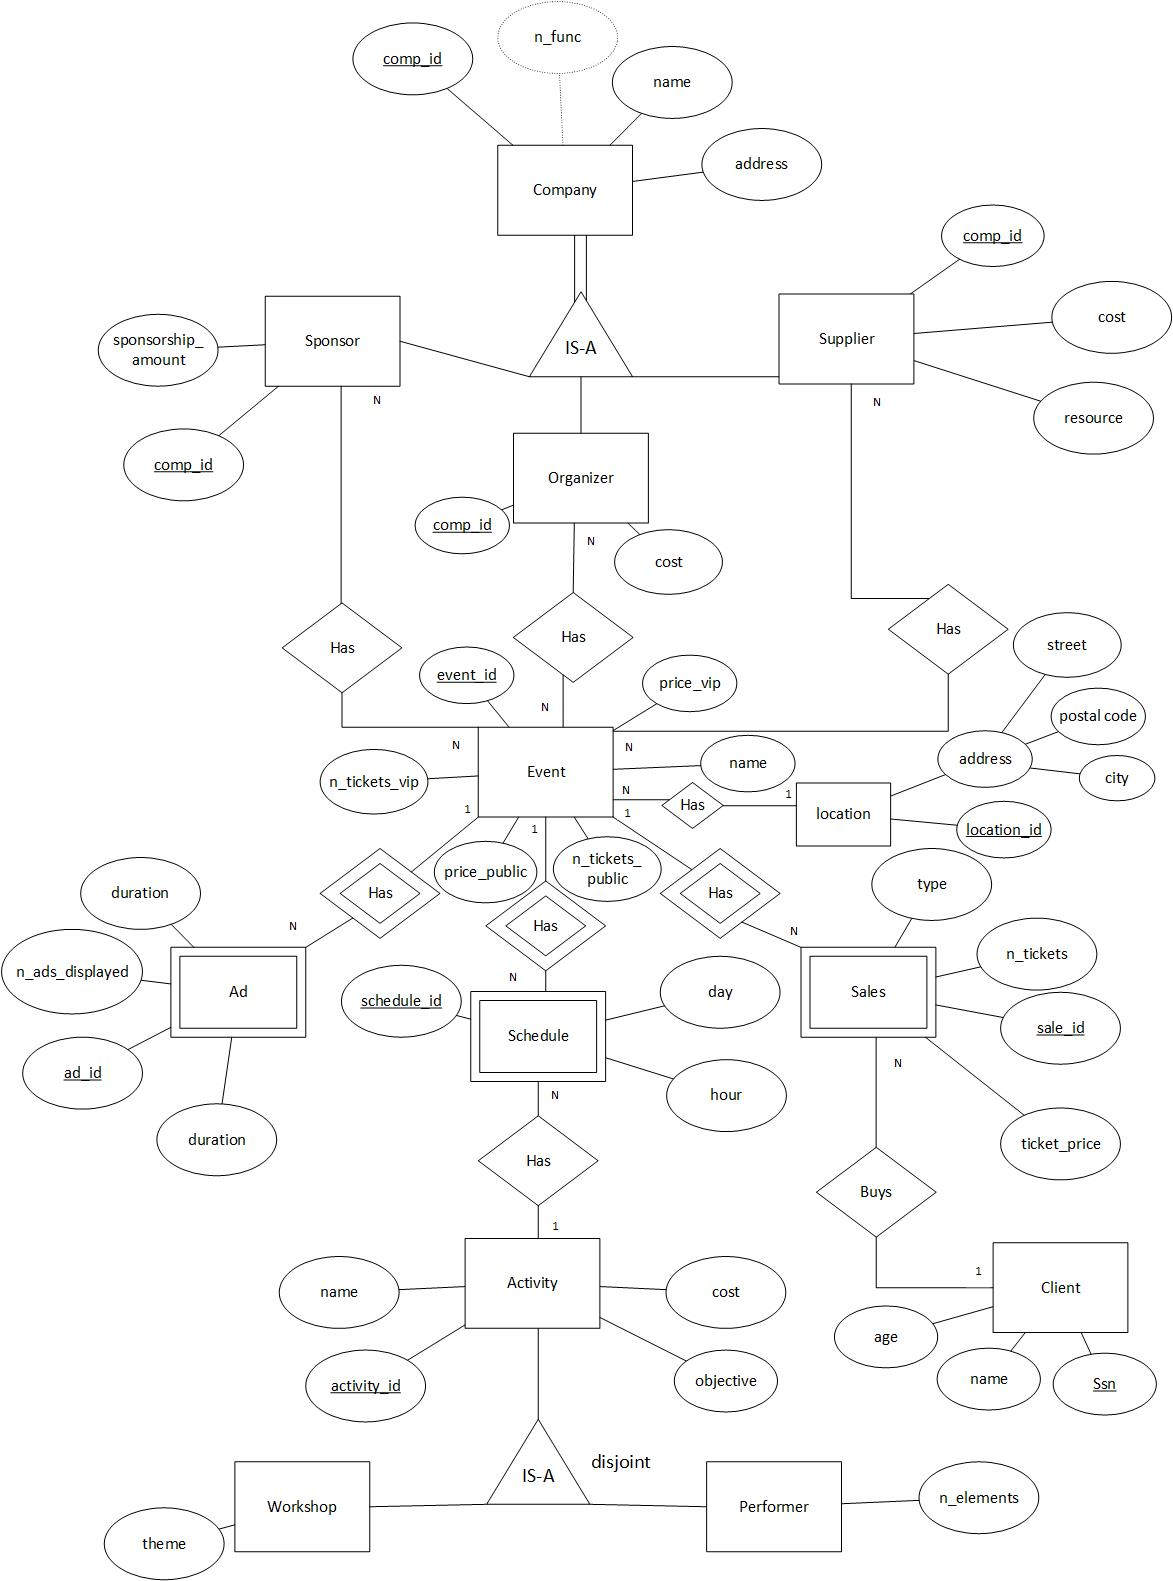 n_func
comp_id
name
address
Company
comp_id
cost
Supplier
resource
N
sponsorship_
amount
Sponsor
N
comp_id
IS-A
Organizer
comp_id
N
cost
Has
Has
Has
street
event_id
price_vip
N
postal code
N
Event
N
name
address
city
n_tickets_vip
N
Has
1
location
location_id
1
1
1
price_public
n_tickets_
public
type
duration
Has
Has
Has
N
N
n_tickets
n_ads_displayed
Ad
N
schedule_id
day
Sales
sale_id
Schedule
ad_id
N
hour
N
duration
ticket_price
Has
Buys
1
1
Activity
name
cost
Client
age
activity_id
objective
name
Ssn
IS-A
disjoint
Workshop
Performer
n_elements
theme